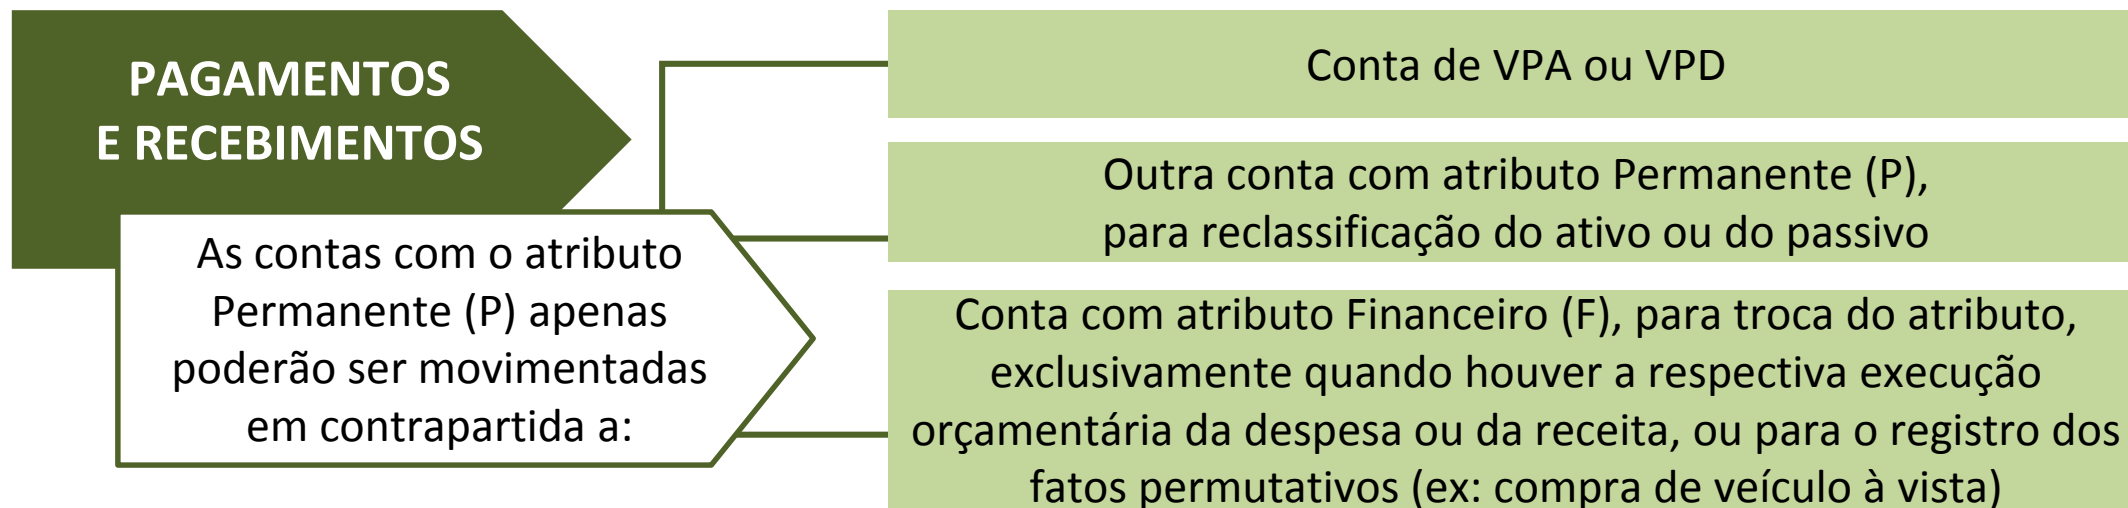 PAGAMENTOS
E RECEBIMENTOS
As contas com o atributo
Permanente (P) apenas
poderão ser movimentadas
em contrapartida a:
Conta de VPA ou VPD
Outra conta com atributo Permanente (P),
para reclassificação do ativo ou do passivo
Conta com atributo Financeiro (F), para troca do atributo,
exclusivamente quando houver a respectiva execução
orçamentária da despesa ou da receita, ou para o registro dos
fatos permutativos (ex: compra de veículo à vista)